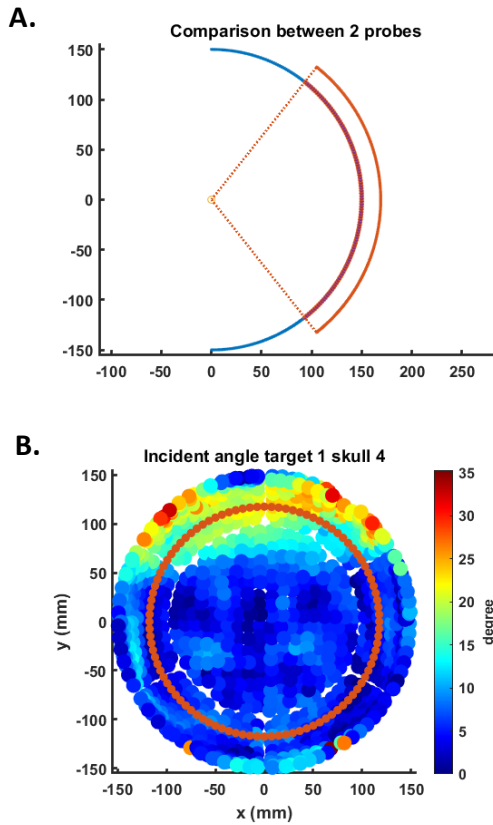 A.
Comparison between 2 probes
150
100
50
0
-50
-100
-150
-100 -50 0 50 100 150 200 250
B.
Incident angle target 1 skull 4
150
100
50
0
-50
-100
-150
y (mm)
-150 -100 -50 0 50 100 150
x (mm)
35
30
25
20
15
10
5
0
degree